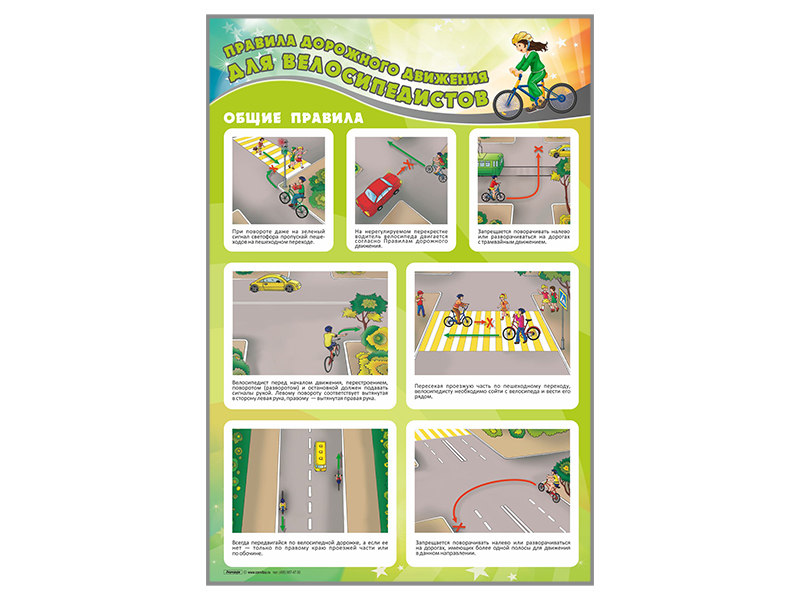 ПРАВИЛА ДОРОЖНОГО ДВИЖЕНИЯ
ДЛЯ ВЕЛОСИПЕДИСТОВ
ОБЩИЕ ПРАВИЛА
При повороте даже на зеленый
сигнал светофора пропускай пеше-
ходов на пешеходном переходе.
На нерегулируемом перекрестке
водитель велосипеда двигается
согласно Правилам дорожного
движения.
Запрещается поворачивать налево
или разворачиваться на дорогах
с трамвайным движением.
Велосипедист перед началом движения, перестроением,
поворотом (разворотом) и остановкой должен подавать
сигналы рукой. Левому повороту соответствует вытянутая
в сторону левая рука, правому — вытянутая правая рука.
Пересекая проезжую часть по пешеходному переходу,
велосипедисту необходимо сойти с велосипеда и вести его
рядом.
Всегда передвигайся по велосипедной дорожке, а если ее
нет — только по правому краю проезжей части или
по обочине.
Запрещается поворачивать налево или разворачиваться
на дорогах, имеющих более одной полосы для движения
в данном направлении.